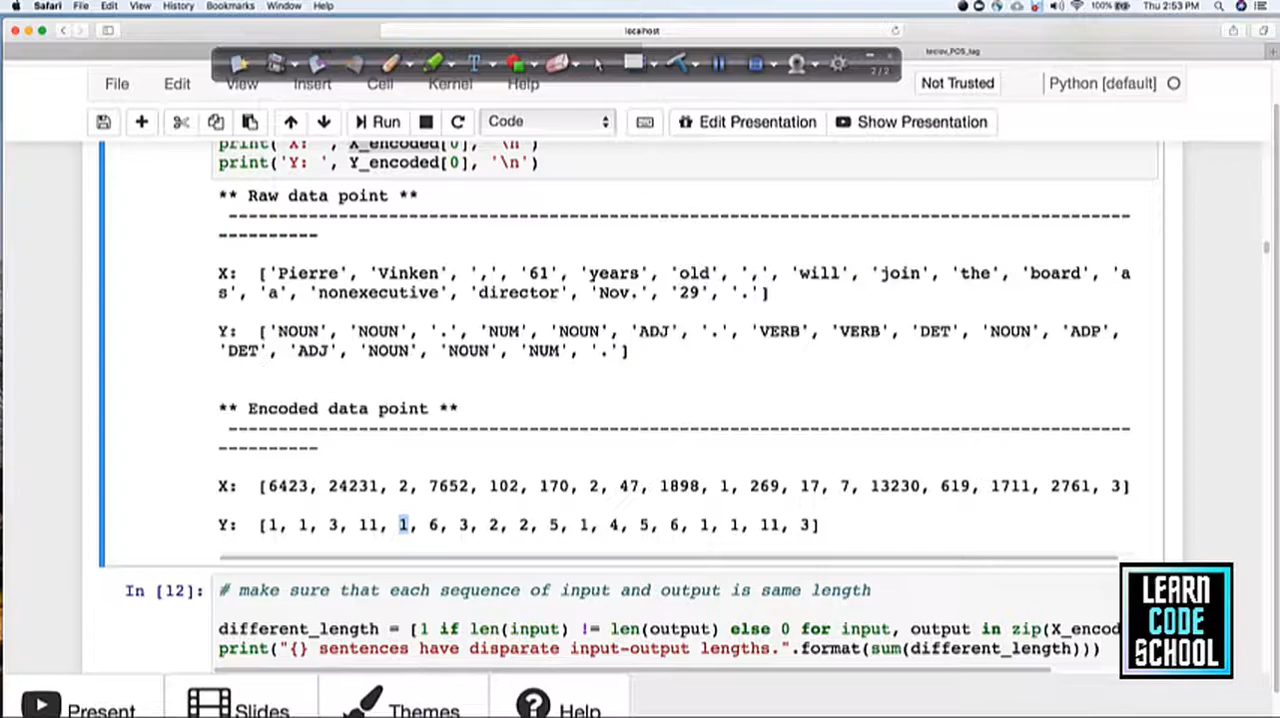 Safari File Edit View History Bookmarks Window Help 100% Thu 2:53 PM
localhost
2/2
File Edit View Insert Cell Kernel Help Not Trusted Python [default]
Run Code Edit Presentation Show Presentation
print('X: ', X_encoded[0], '\n')
print('Y: ', Y_encoded[0], '\n')
** Raw data point **
-------------------------------------------------------------------------------------------
----------
X:  ['Pierre', 'Vinken', ',', '61', 'years', 'old', ',', 'will', 'join', 'the', 'board', 'a
s', 'a', 'nonexecutive', 'director', 'Nov.', '29', '.']
Y:  ['NOUN', 'NOUN', '.', 'NUM', 'NOUN', 'ADJ', '.', 'VERB', 'VERB', 'DET', 'NOUN', 'ADP',
'DET', 'ADJ', 'NOUN', 'NOUN', 'NUM', '.']
** Encoded data point **
-------------------------------------------------------------------------------------------
----------
X:  [6423, 24231, 2, 7652, 102, 170, 2, 47, 1898, 1, 269, 17, 7, 13230, 619, 1711, 2761, 3]
Y:  [1, 1, 3, 11, 1, 6, 3, 2, 2, 5, 1, 4, 5, 6, 1, 1, 11, 3]
In [12]: # make sure that each sequence of input and output is same length
different_length = [1 if len(input) != len(output) else 0 for input, output in zip(X_encod
print("{} sentences have disparate input-output lengths.".format(sum(different_length)))
LEARN
CODE
SCHOOL
Present Slides Themes Help